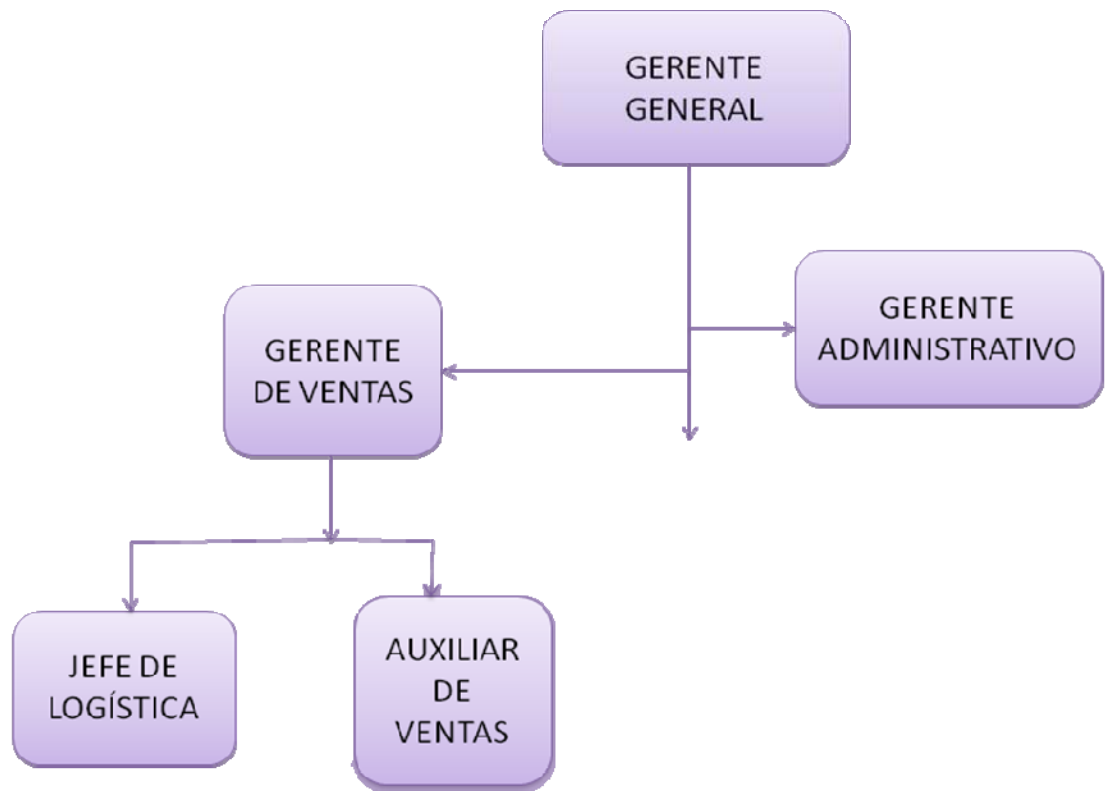 GERENTE
GENERAL
GERENTE
ADMINISTRATIVO
GERENTE
DE VENTAS
JEFE DE
LOGÍSTICA
AUXILIAR
DE
VENTAS